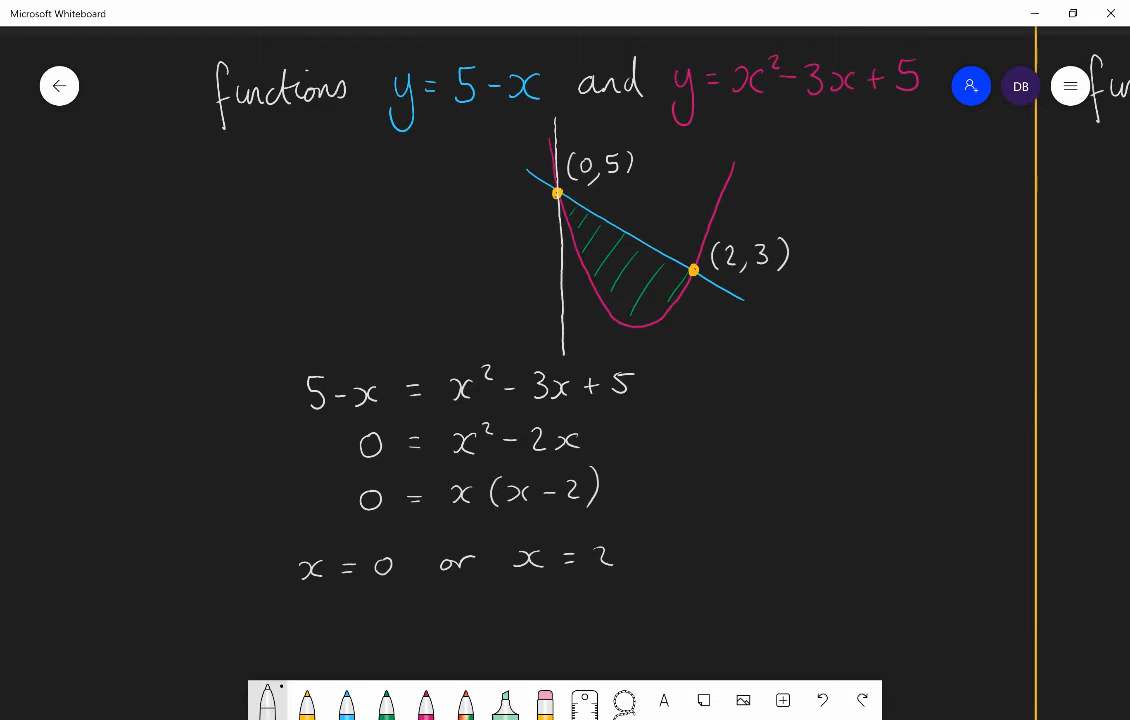 Microsoft Whiteboard
functions y = 5 - x and y = x² - 3x + 5
DB
fun
(0,5)
(2,3)
5 - x = x² - 3x + 5
0 = x² - 2x
0 = x (x - 2)
x = 0 or x = 2
A